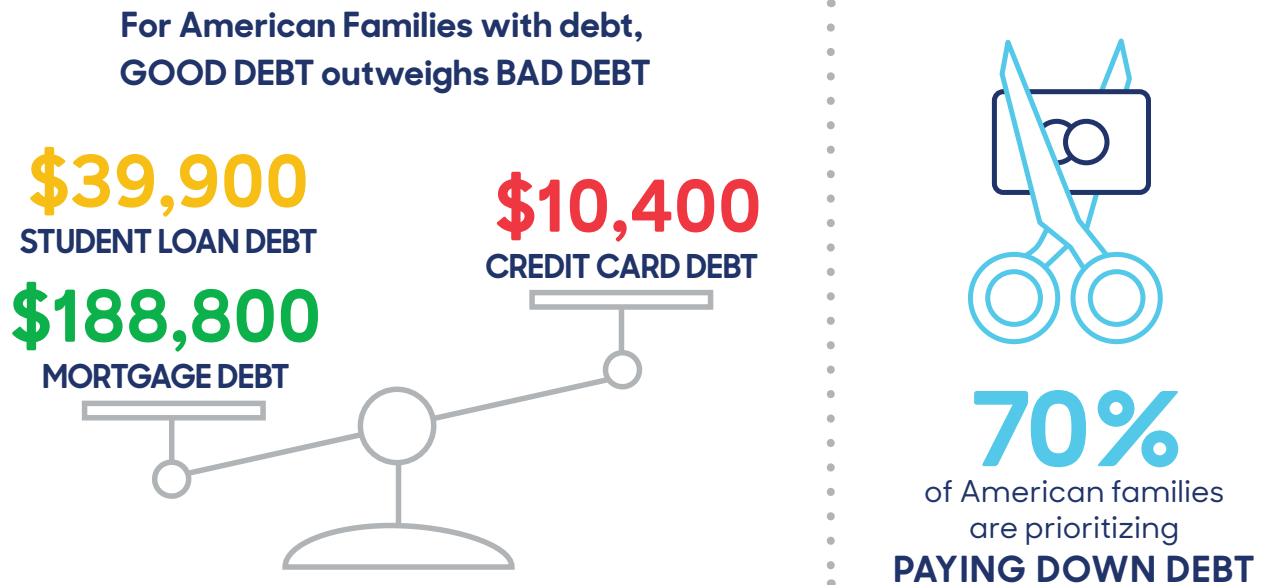 For American Families with debt,
GOOD DEBT outweighs BAD DEBT
$39,900
STUDENT LOAN DEBT
$188,800
MORTGAGE DEBT
$10,400
CREDIT CARD DEBT
70%
of American families
are prioritizing
PAYING DOWN DEBT